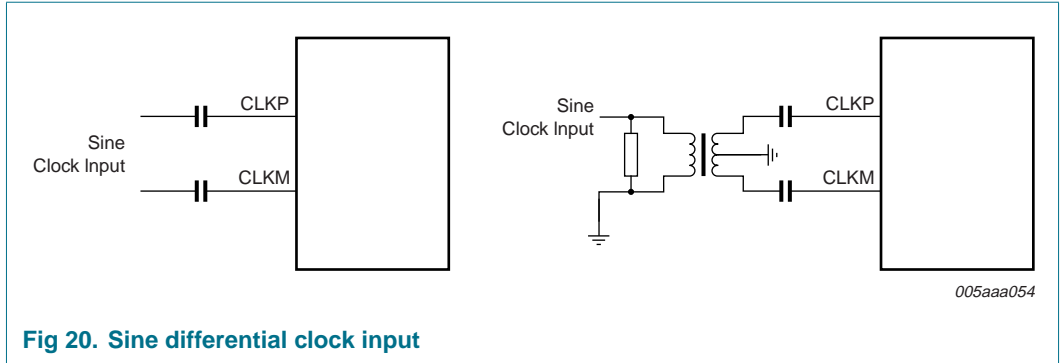 CLKP
Sine
Clock Input
CLKM
Sine
Clock Input
CLKP
CLKM
005aaa054
Fig 20. Sine differential clock input